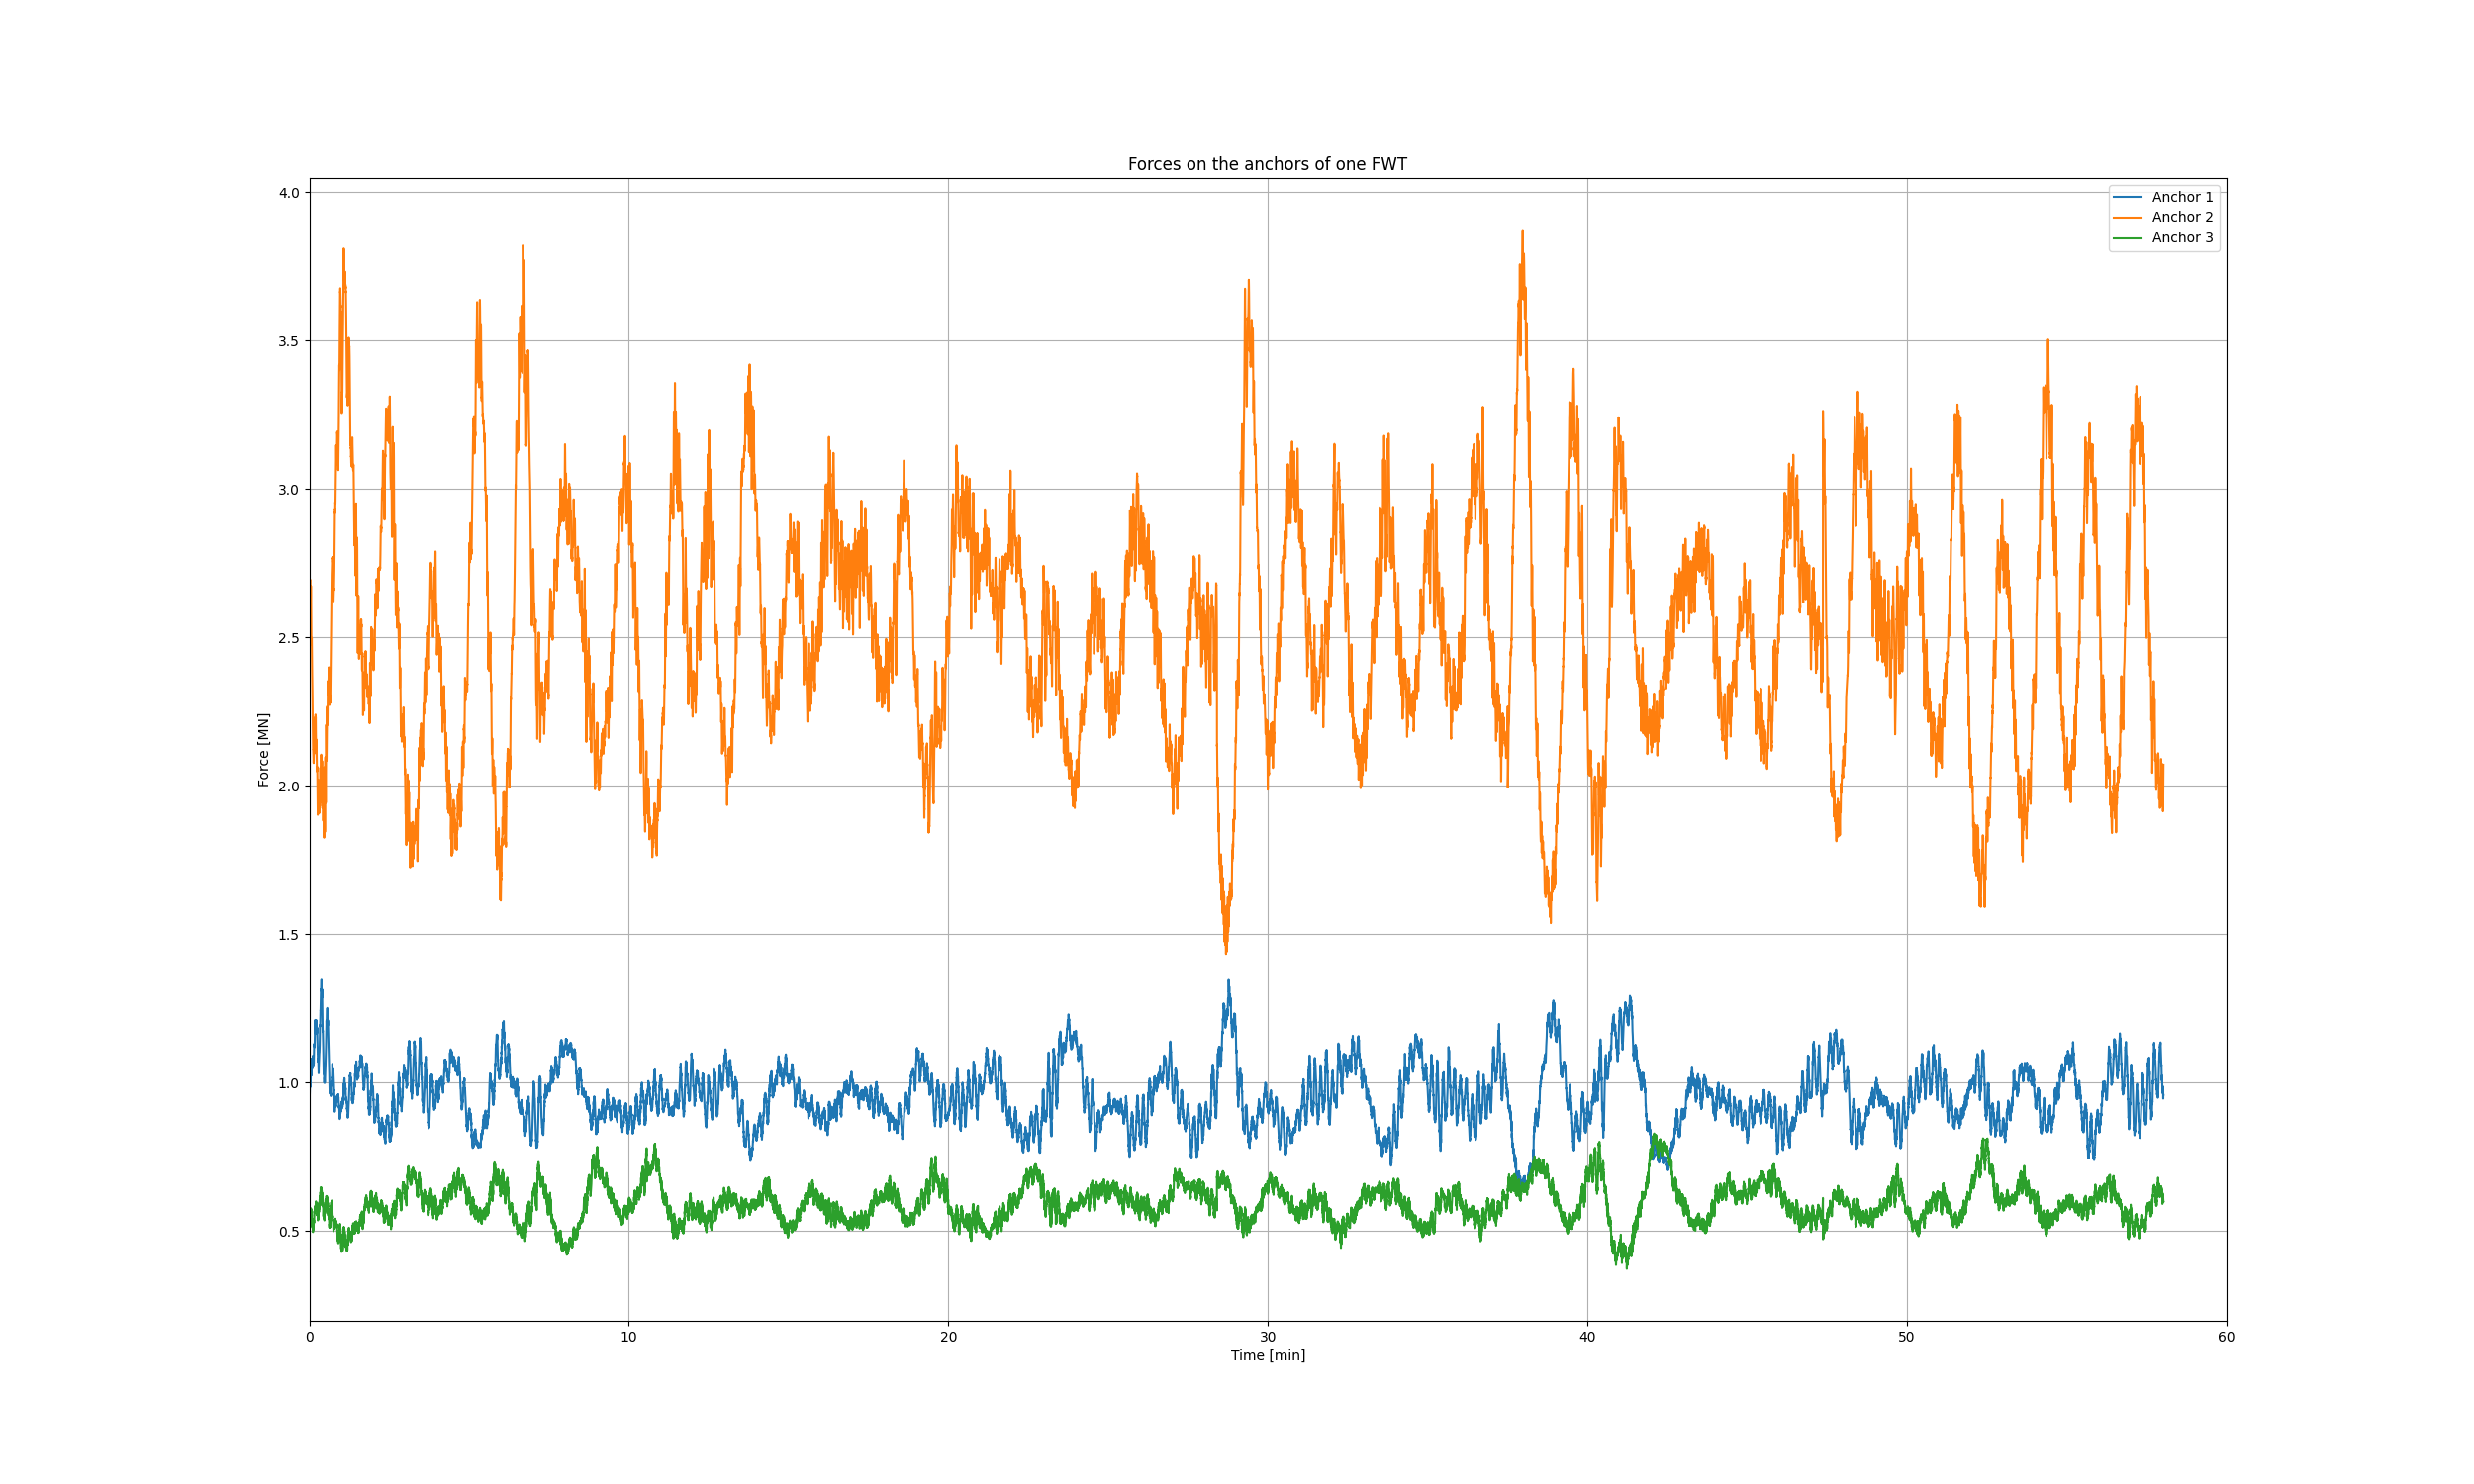 Forces on the anchors of one FWT
Anchor 1
Anchor 2
Anchor 3
Force [MN]
4.0
3.5
3.0
2.5
2.0
1.5
1.0
0.5
0 10 20 30 40 50 60
Time [min]